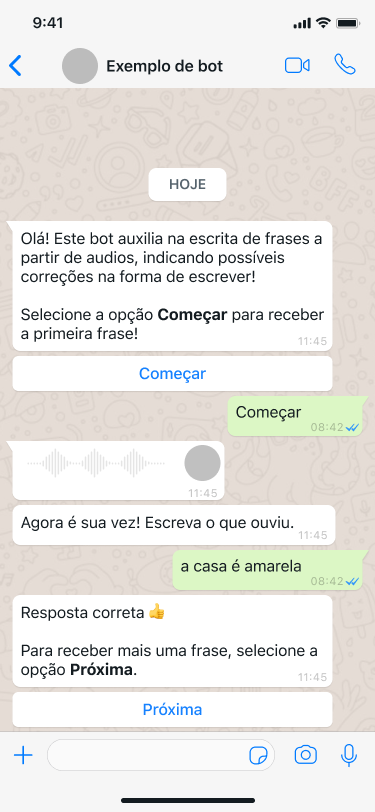 9:41
Exemplo de bot
HOJE
Olá! Este bot auxilia na escrita de frases a
partir de audios, indicando possíveis
correções na forma de escrever!
Selecione a opção Começar para receber
a primeira frase!
11:45
Começar
Começar
08:42
11:45
Agora é sua vez! Escreva o que ouviu.
11:45
a casa é amarela
08:42
Resposta correta 👍
Para receber mais uma frase, selecione a
opção Próxima.
11:45
Próxima